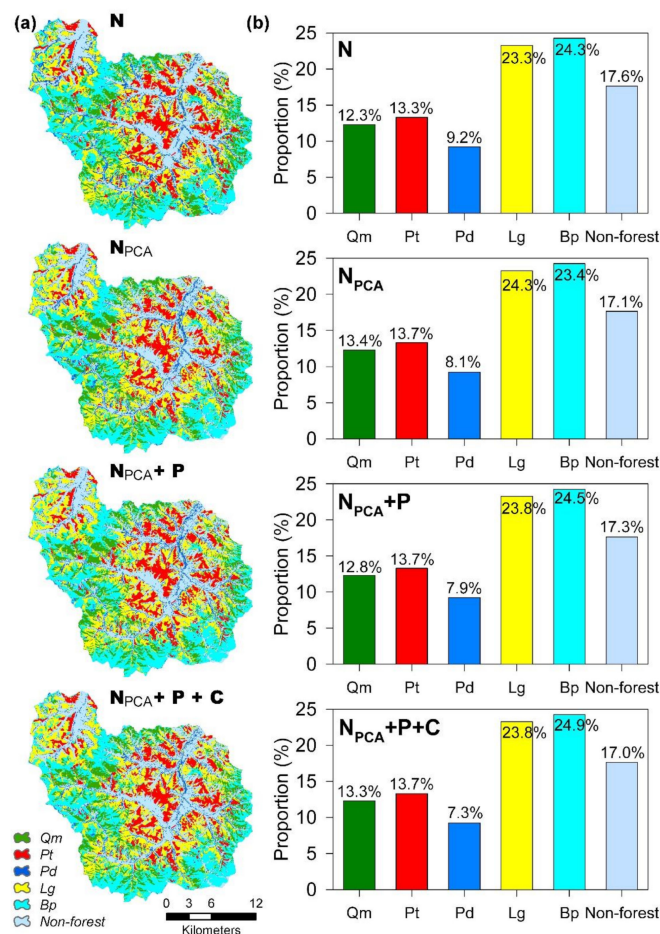 (a)
N
N PCA
N PCA + P
N PCA + P + C
Qm
Pt
Pd
Lg
Bp
Non-forest
0 3 6 12
Kilometers
(b)
N
Proportion (%)
25
20
15
10
5
0
12.3%
13.3%
9.2%
23.3%
24.3%
17.6%
Qm Pt Pd Lg Bp Non-forest
N PCA
Proportion (%)
25
20
15
10
5
0
13.4%
13.7%
8.1%
24.3%
23.4%
17.1%
Qm Pt Pd Lg Bp Non-forest
N PCA +P
Proportion (%)
25
20
15
10
5
0
12.8%
13.7%
7.9%
23.8%
24.5%
17.3%
Qm Pt Pd Lg Bp Non-forest
N PCA +P+C
Proportion (%)
25
20
15
10
5
0
13.3%
13.7%
7.3%
23.8%
24.9%
17.0%
Qm Pt Pd Lg Bp Non-forest